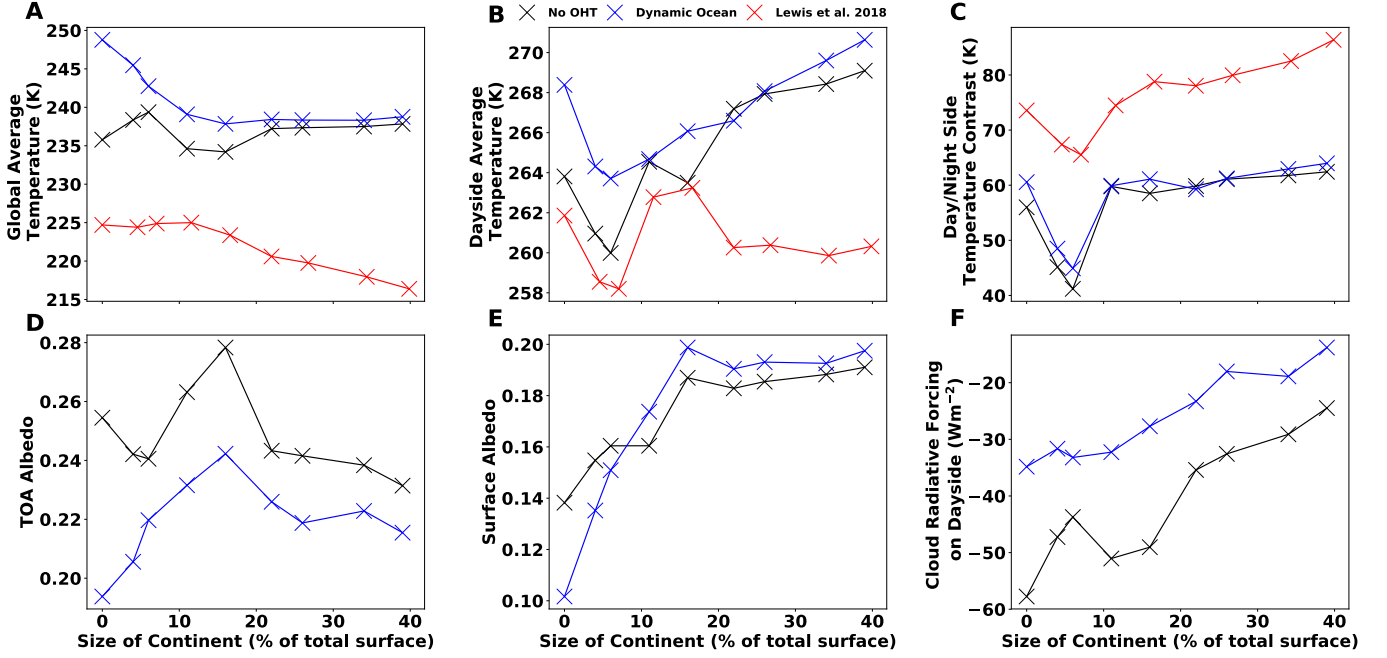 No OHT Dynamic Ocean Lewis et al. 2018
A
Global Average
Temperature (K)
250
245
240
235
230
225
220
215
B
Dayside Average
Temperature (K)
270
268
266
264
262
260
258
C
Day/Night Side
Temperature Contrast (K)
80
70
60
50
40
D
TOA Albedo
0.28
0.26
0.24
0.22
0.20
0 10 20 30 40
Size of Continent (% of total surface)
E
Surface Albedo
0.20
0.18
0.16
0.14
0.12
0.10
0 10 20 30 40
Size of Continent (% of total surface)
F
Cloud Radiative Forcing
on Dayside (Wm⁻²)
−20
−30
−40
−50
−60
0 10 20 30 40
Size of Continent (% of total surface)